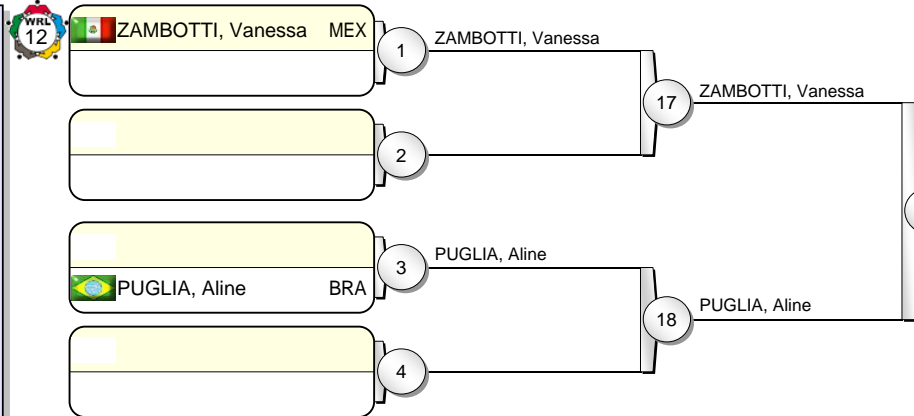 WRL
12
ZAMBOTTI, Vanessa MEX
1
ZAMBOTTI, Vanessa
17
ZAMBOTTI, Vanessa
2
PUGLIA, Aline BRA
3
PUGLIA, Aline
18
PUGLIA, Aline
4